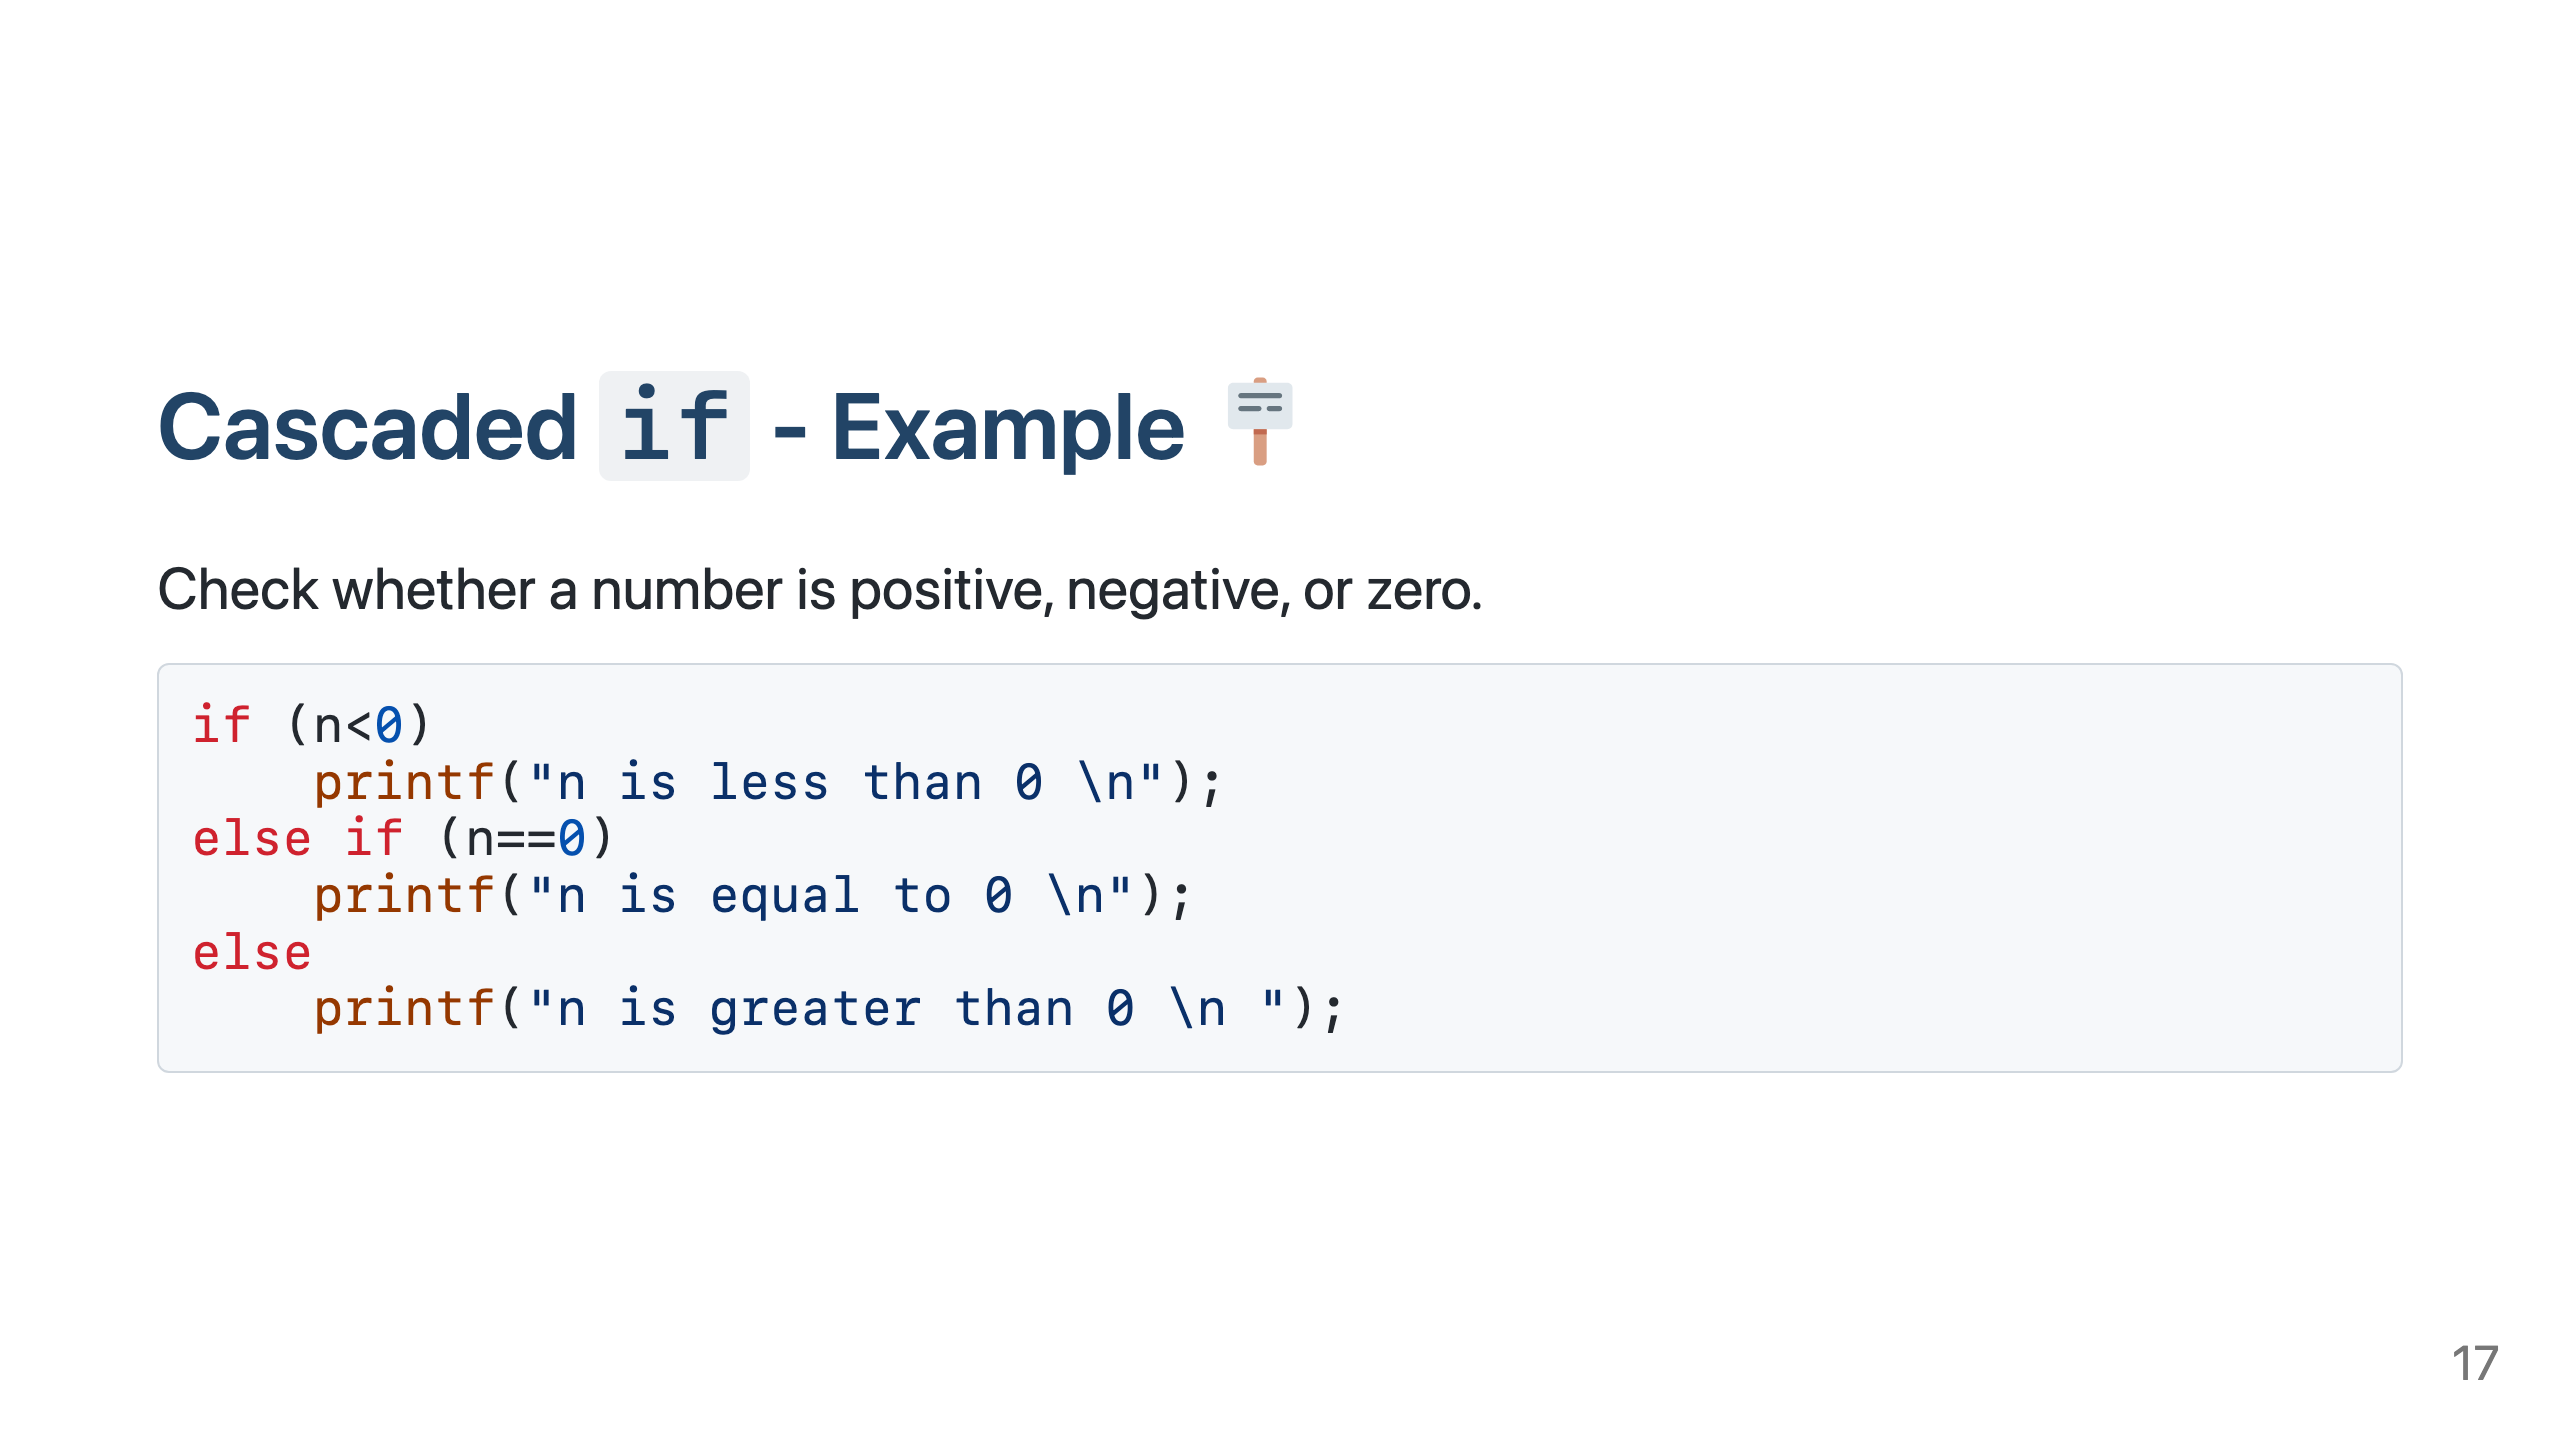 Cascaded if - Example
Check whether a number is positive, negative, or zero.
if (n<0)
    printf("n is less than 0 \n");
else if (n==0)
    printf("n is equal to 0 \n");
else
    printf("n is greater than 0 \n ");
17